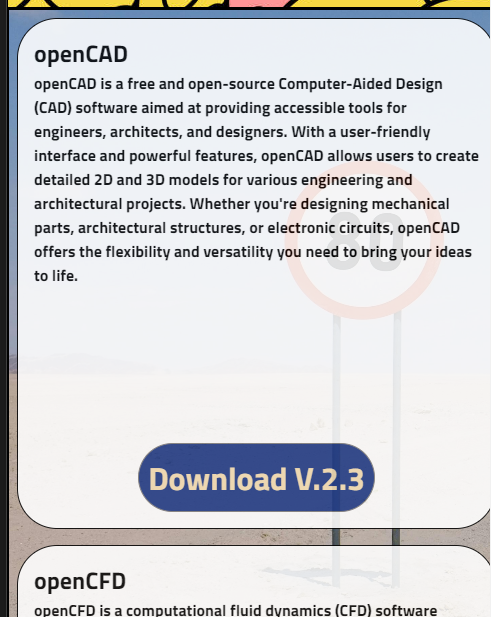 openCAD
openCAD is a free and open-source Computer-Aided Design
(CAD) software aimed at providing accessible tools for
engineers, architects, and designers. With a user-friendly
interface and powerful features, openCAD allows users to create
detailed 2D and 3D models for various engineering and
architectural projects. Whether you're designing mechanical
parts, architectural structures, or electronic circuits, openCAD
offers the flexibility and versatility you need to bring your ideas
to life.
80
Download V.2.3
openCFD
openCFD is a computational fluid dynamics (CFD) software